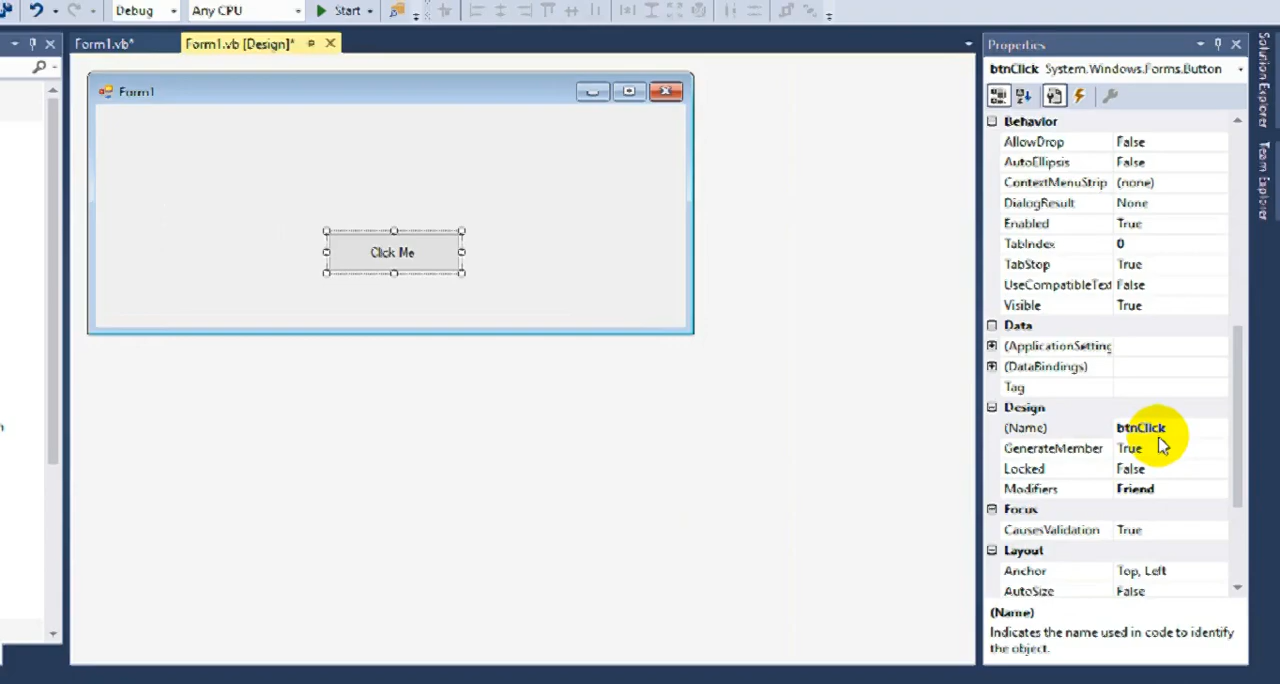 Debug Any CPU Start
Form1.vb* Form1.vb [Design]*
Form1
Click Me
Properties
btnClick System.Windows.Forms.Button
Behavior
AllowDrop False
AutoEllipsis False
ContextMenuStrip (none)
DialogResult None
Enabled True
TabIndex 0
TabStop True
UseCompatibleText False
Visible True
Data
(ApplicationSetting
(DataBindings)
Tag
Design
(Name) btnClick
GenerateMember True
Locked False
Modifiers Friend
Focus
CausesValidation True
Layout
Anchor Top, Left
AutoSize False
(Name)
Indicates the name used in code to identify
the object.
Solution Explorer
Team Explorer